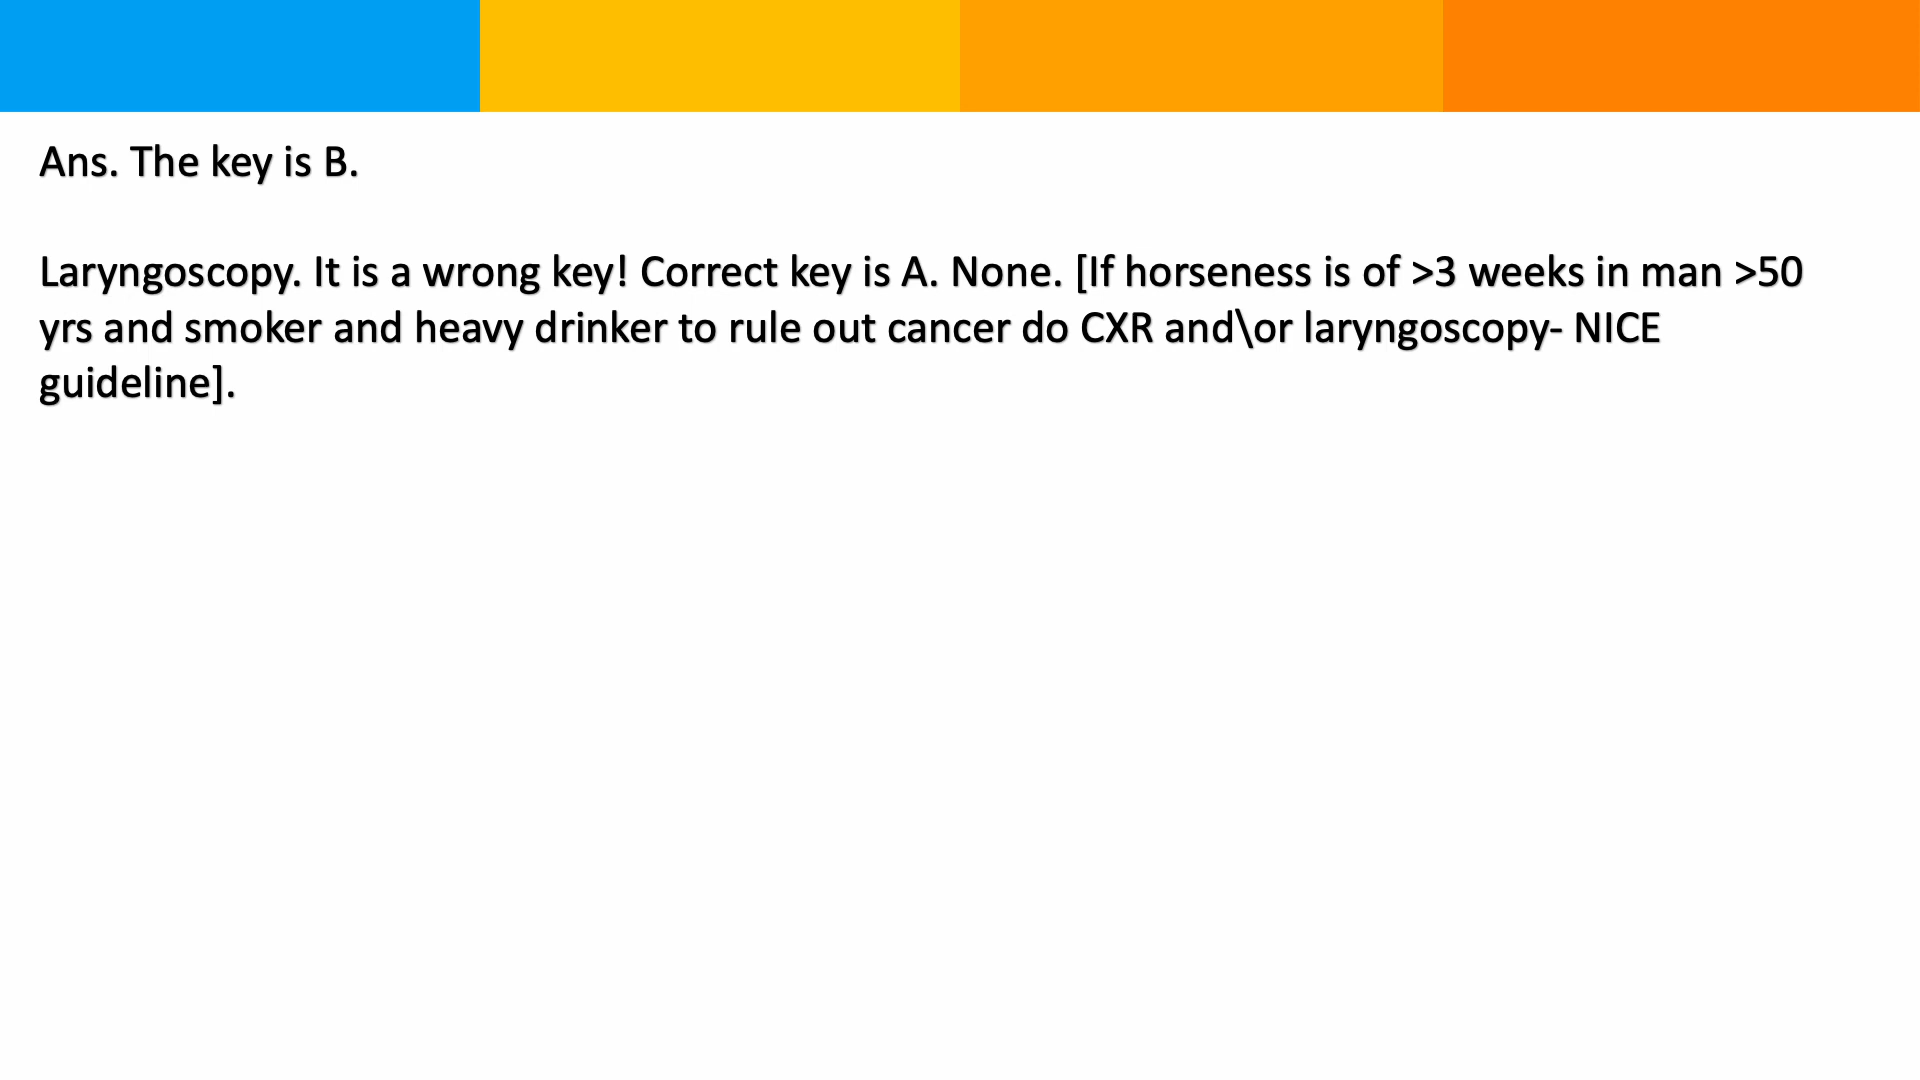 Ans. The key is B.
Laryngoscopy. It is a wrong key! Correct key is A. None. [If horseness is of >3 weeks in man >50
yrs and smoker and heavy drinker to rule out cancer do CXR and\or laryngoscopy- NICE
guideline].